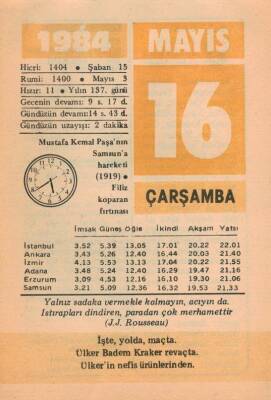 1984 MAYIS
Hicri: 1404 • Şaban 15
Rumi: 1400 • Mayıs 3
Hızır: 11 • Yılın 137. günü
Gecenin devamı: 9 s. 17 d.
Gündüzün devamı:14 s. 43 d.
Gündüzün uzayışı: 2 dakika
16
ÇARŞAMBA
Mustafa Kemal Paşa'nın
Samsun'a
hareketi
(1919) •
Filiz
koparan
fırtınası
İmsak Güneş Öğle İkindi Akşam Yatsı
İstanbul 3.52 5.39 13.05 17.01 20.22 22.01
Ankara 3.43 5.26 12.40 16.44 20.03 21.40
İzmir 4.13 5.53 13.13 17.04 20.22 21.55
Adana 3.48 5.24 12.40 16.29 19.47 21.16
Erzurum 3.09 4.53 12.16 16.10 19.30 21.06
Samsun 3.21 5.09 12.36 16.32 19.53 21.33
Yalnız sadaka vermekle kalmayın, acıyın da.
Istırapları dindiren, paradan çok merhamettir
(J.J. Rousseau)
İşte, yolda, maçta.
Ülker Badem Kraker revaçta.
Ülker'in nefis ürünlerinden.